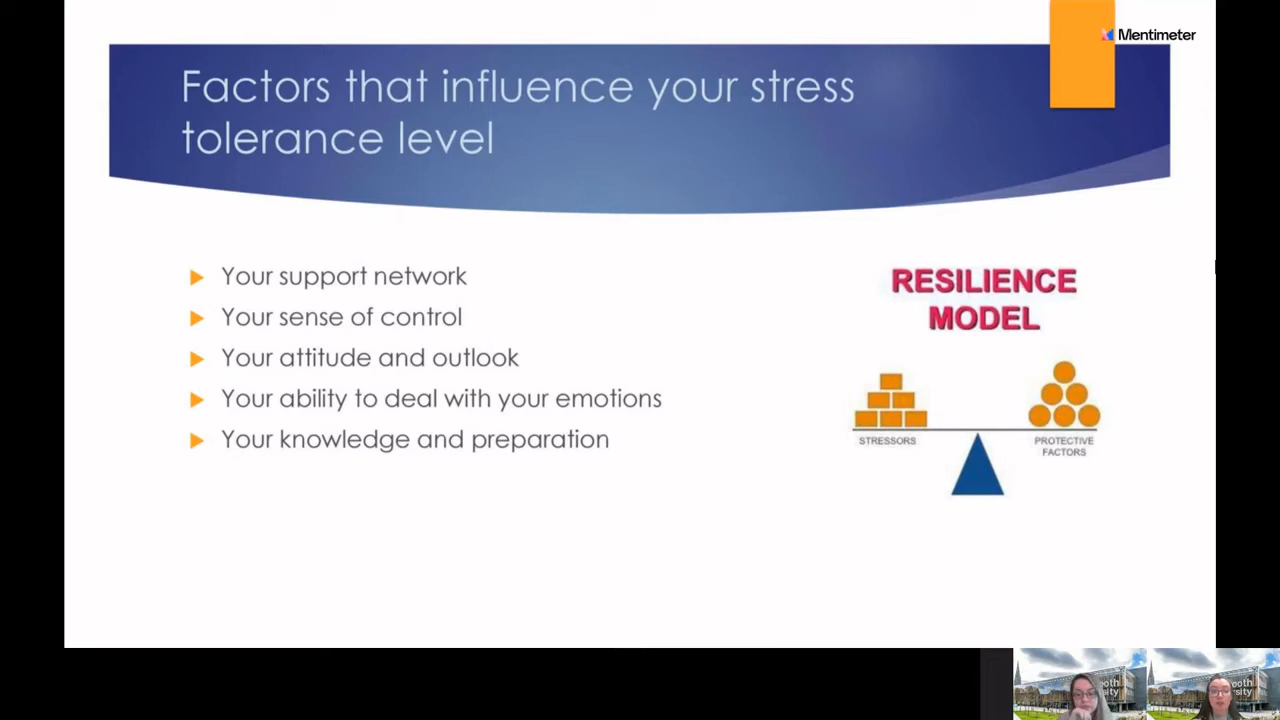 Mentimeter
Factors that influence your stress
tolerance level
Your support network
Your sense of control
Your attitude and outlook
Your ability to deal with your emotions
Your knowledge and preparation
RESILIENCE
MODEL
STRESSORS
PROTECTIVE
FACTORS